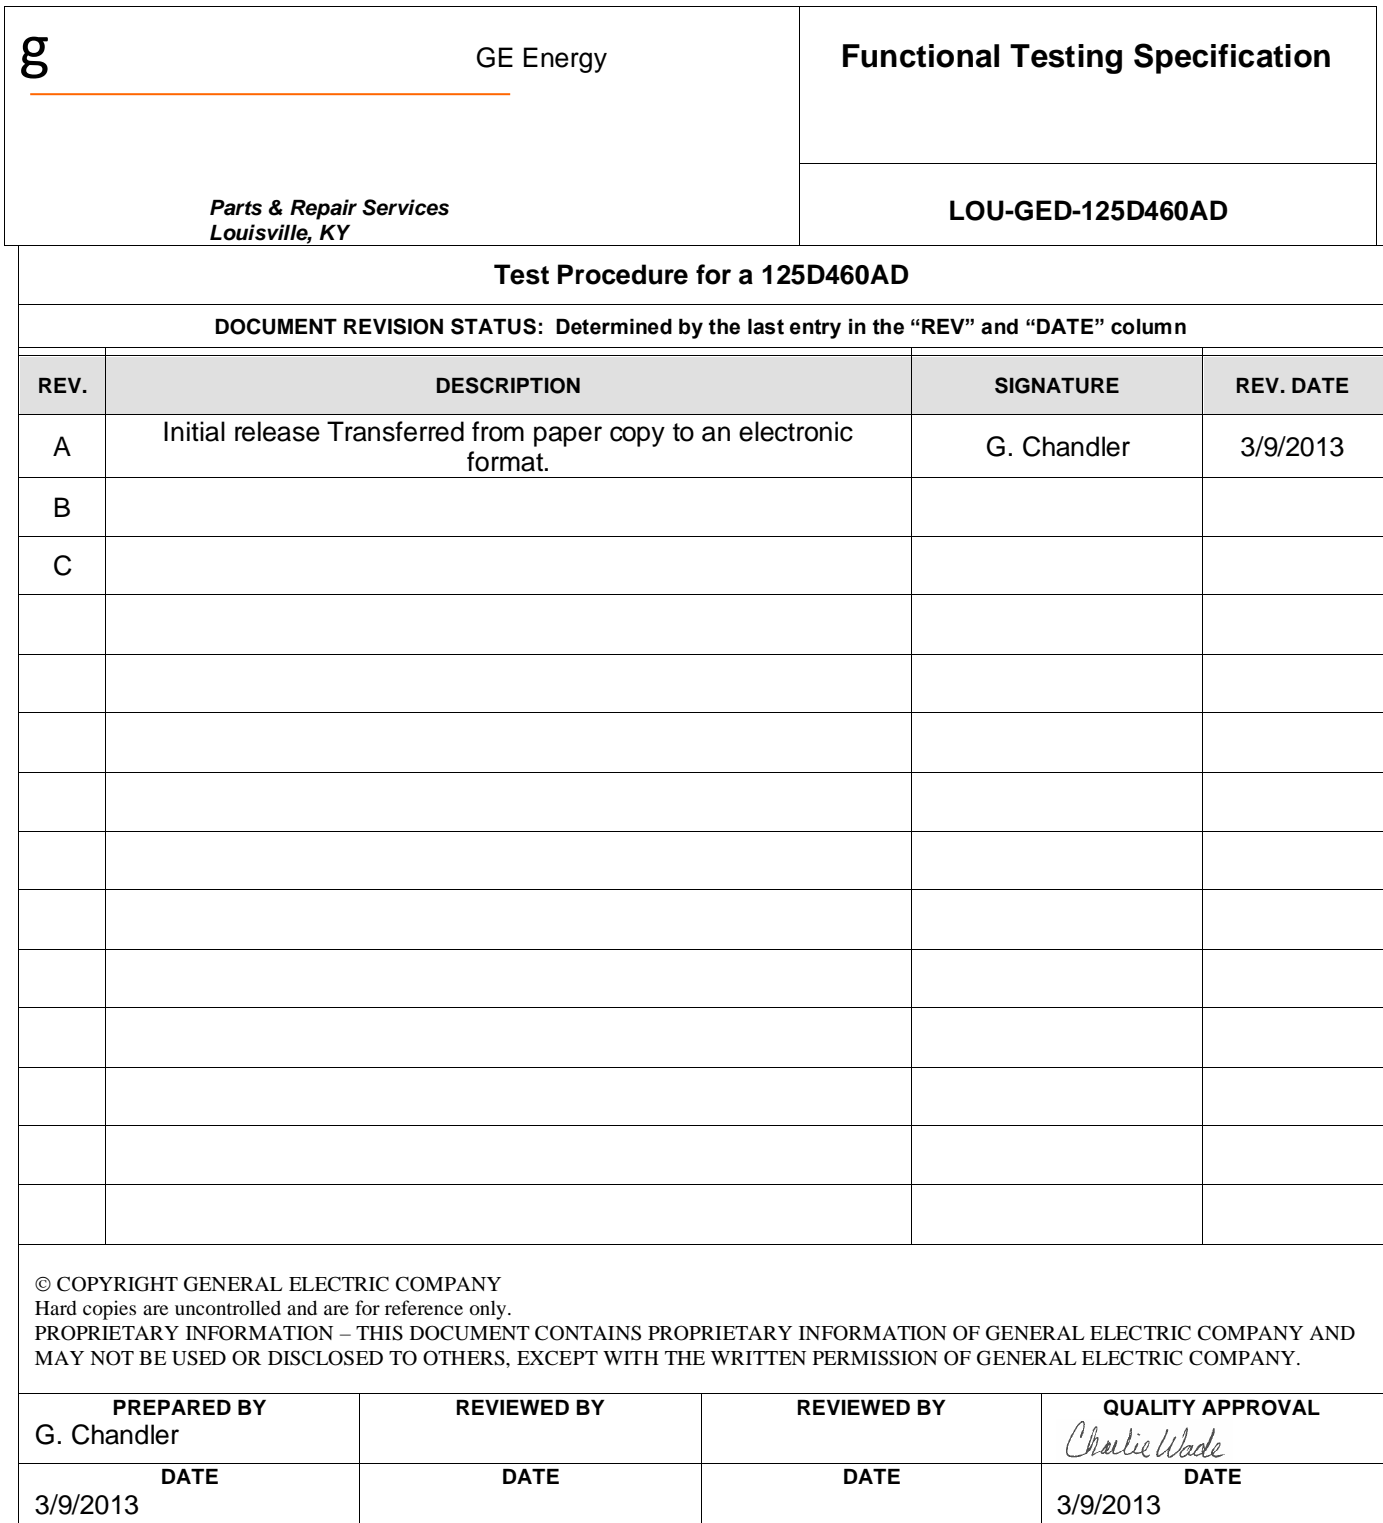 g
GE Energy
Functional Testing Specification
Parts & Repair Services
Louisville, KY
LOU-GED-125D460AD
Test Procedure for a 125D460AD
DOCUMENT REVISION STATUS: Determined by the last entry in the “REV” and “DATE” column
REV. DESCRIPTION SIGNATURE REV. DATE
A Initial release Transferred from paper copy to an electronic format. G. Chandler 3/9/2013
B
C
© COPYRIGHT GENERAL ELECTRIC COMPANY
Hard copies are uncontrolled and are for reference only.
PROPRIETARY INFORMATION – THIS DOCUMENT CONTAINS PROPRIETARY INFORMATION OF GENERAL ELECTRIC COMPANY AND
MAY NOT BE USED OR DISCLOSED TO OTHERS, EXCEPT WITH THE WRITTEN PERMISSION OF GENERAL ELECTRIC COMPANY.
PREPARED BY REVIEWED BY REVIEWED BY QUALITY APPROVAL
G. Chandler Charlie Wade
DATE DATE DATE DATE
3/9/2013 3/9/2013